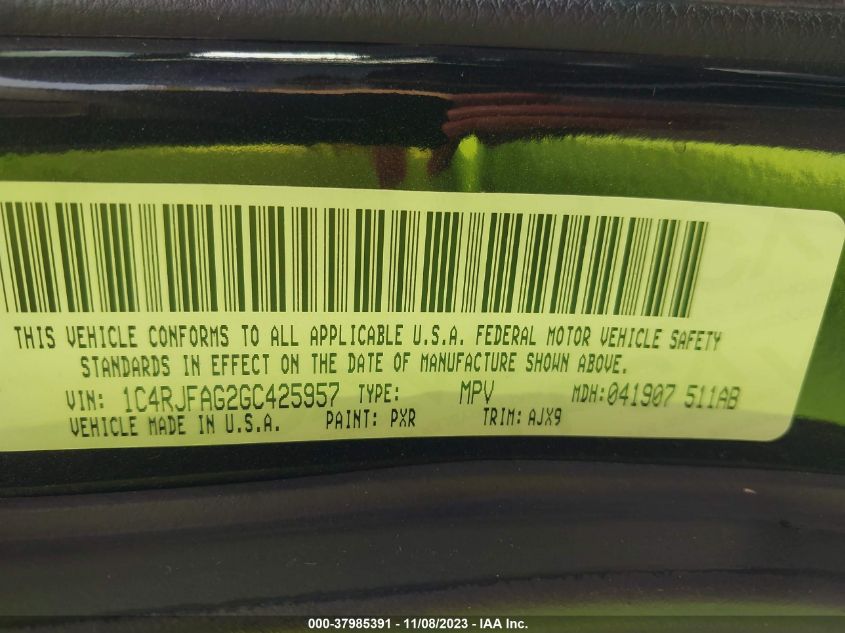 THIS VEHICLE CONFORMS TO ALL APPLICABLE U.S.A. FEDERAL MOTOR VEHICLE SAFETY
STANDARDS IN EFFECT ON THE DATE OF MANUFACTURE SHOWN ABOVE.
VIN: 1C4RJFAG2GC425957 TYPE: MPV MDH:041907 511AB
VEHICLE MADE IN U.S.A. PAINT: PXR TRIM: AJX9
000-37985391 - 11/08/2023 - IAA Inc.